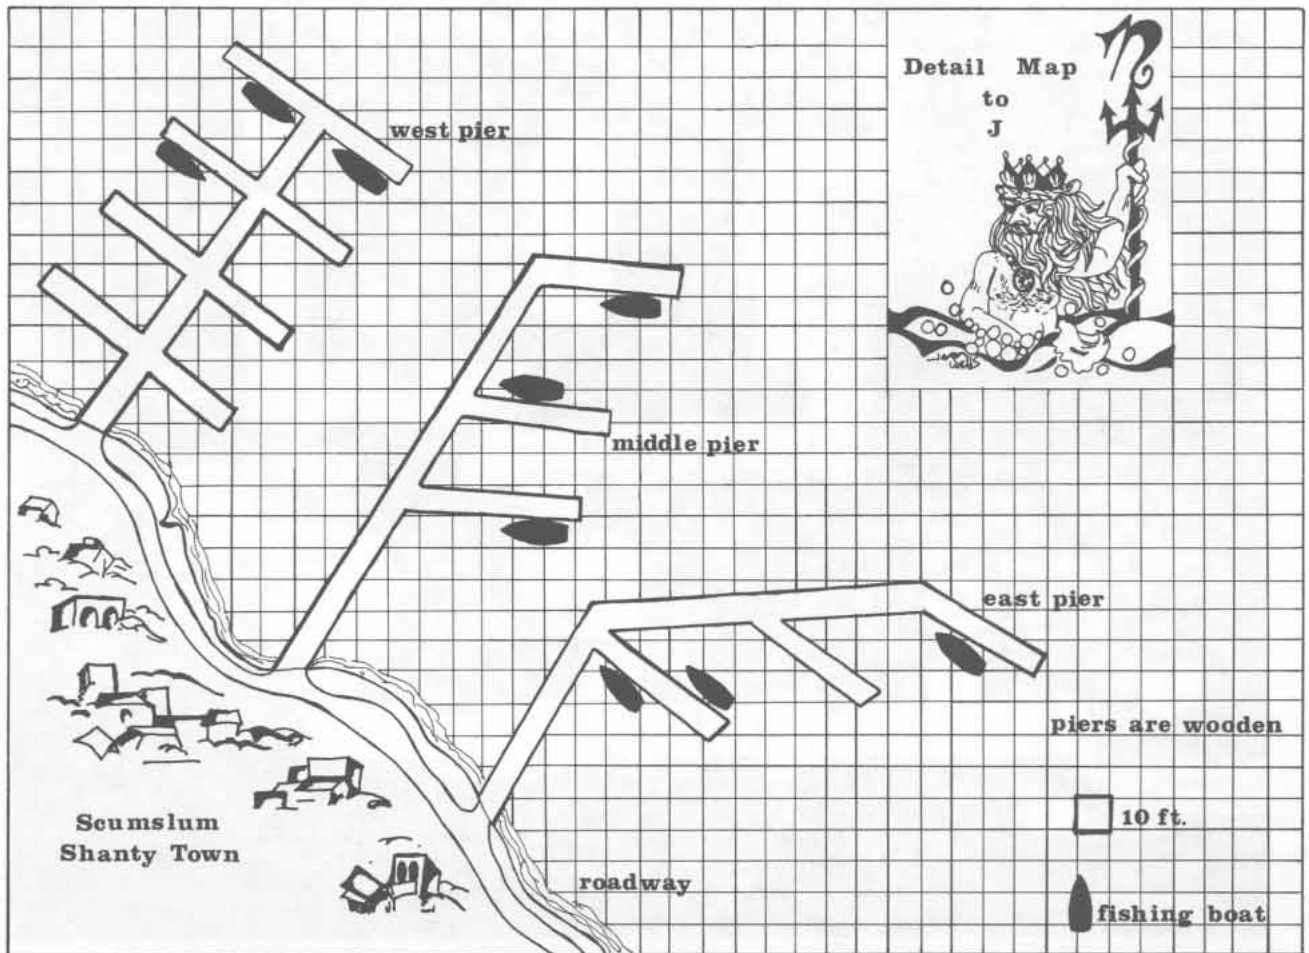 Detail Map
to
J
n
west pier
middle pier
east pier
piers are wooden
10 ft.
Scumslum
Shanty Town
roadway
fishing boat